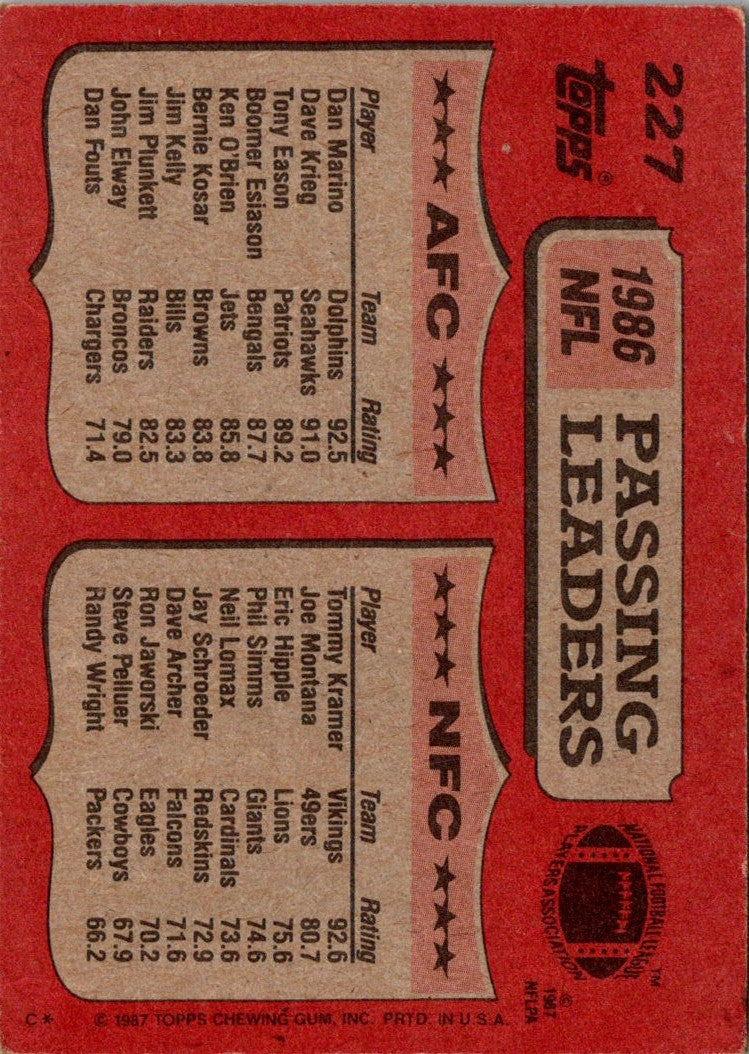 227
topps®
1986
NFL
PASSING
LEADERS
NATIONAL FOOTBALL LEAGUE
PLAYERS ASSOCIATION
™
©
1987
NFLPA
★★★ AFC ★★★
Player Team Rating
Dan Marino Dolphins 92.5
Dave Krieg Seahawks 91.0
Tony Eason Patriots 89.2
Boomer Esiason Bengals 87.7
Ken O'Brien Jets 85.8
Bernie Kosar Browns 83.8
Jim Kelly Bills 83.3
Jim Plunkett Raiders 82.5
John Elway Broncos 79.0
Dan Fouts Chargers 71.4
★★★ NFC ★★★
Player Team Rating
Tommy Kramer Vikings 92.6
Joe Montana 49ers 80.7
Eric Hipple Lions 75.6
Phil Simms Giants 74.6
Neil Lomax Cardinals 73.6
Jay Schroeder Redskins 72.9
Dave Archer Falcons 71.6
Ron Jaworski Eagles 70.2
Steve Pelluer Cowboys 67.9
Randy Wright Packers 66.2
© 1987 TOPPS CHEWING GUM, INC. PRTD. IN U.S.A. C*